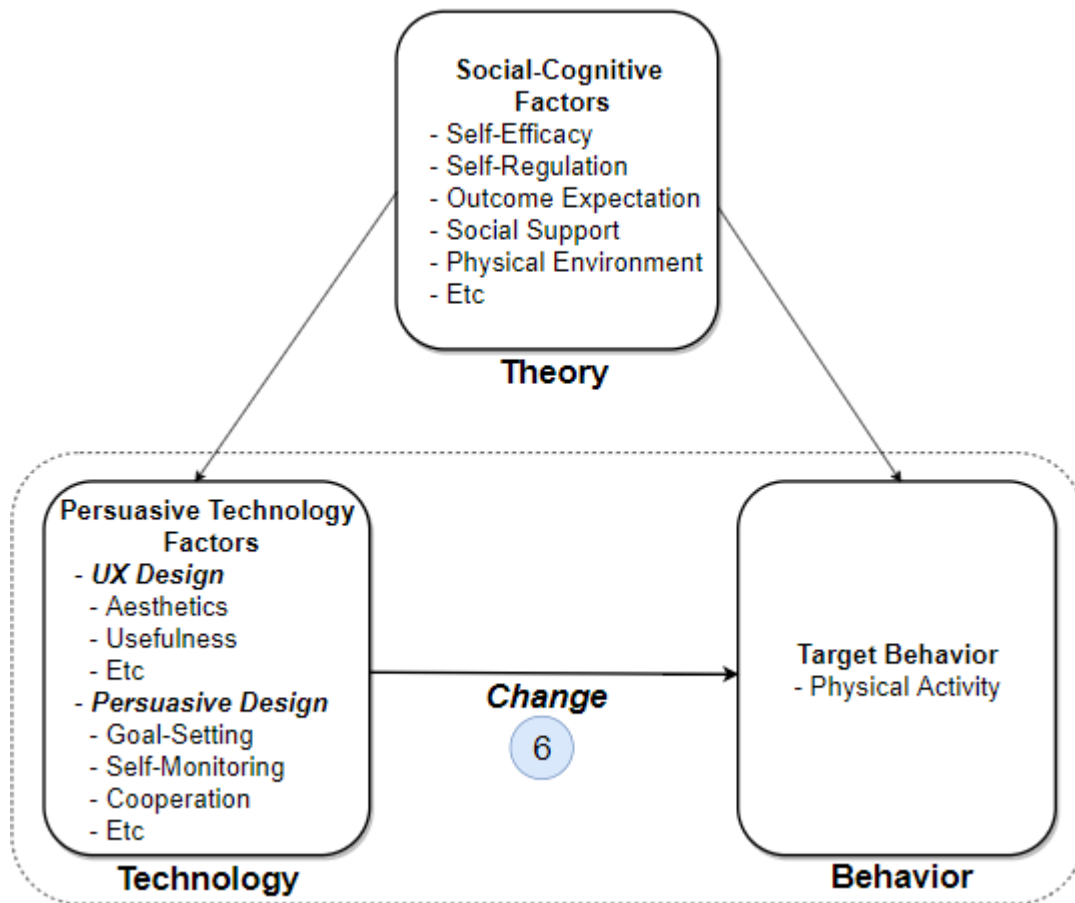 Social-Cognitive
Factors
- Self-Efficacy
- Self-Regulation
- Outcome Expectation
- Social Support
- Physical Environment
- Etc
Theory
Persuasive Technology
Factors
- UX Design
- Aesthetics
- Usefulness
- Etc
- Persuasive Design
- Goal-Setting
- Self-Monitoring
- Cooperation
- Etc
Technology
Change
6
Target Behavior
- Physical Activity
Behavior